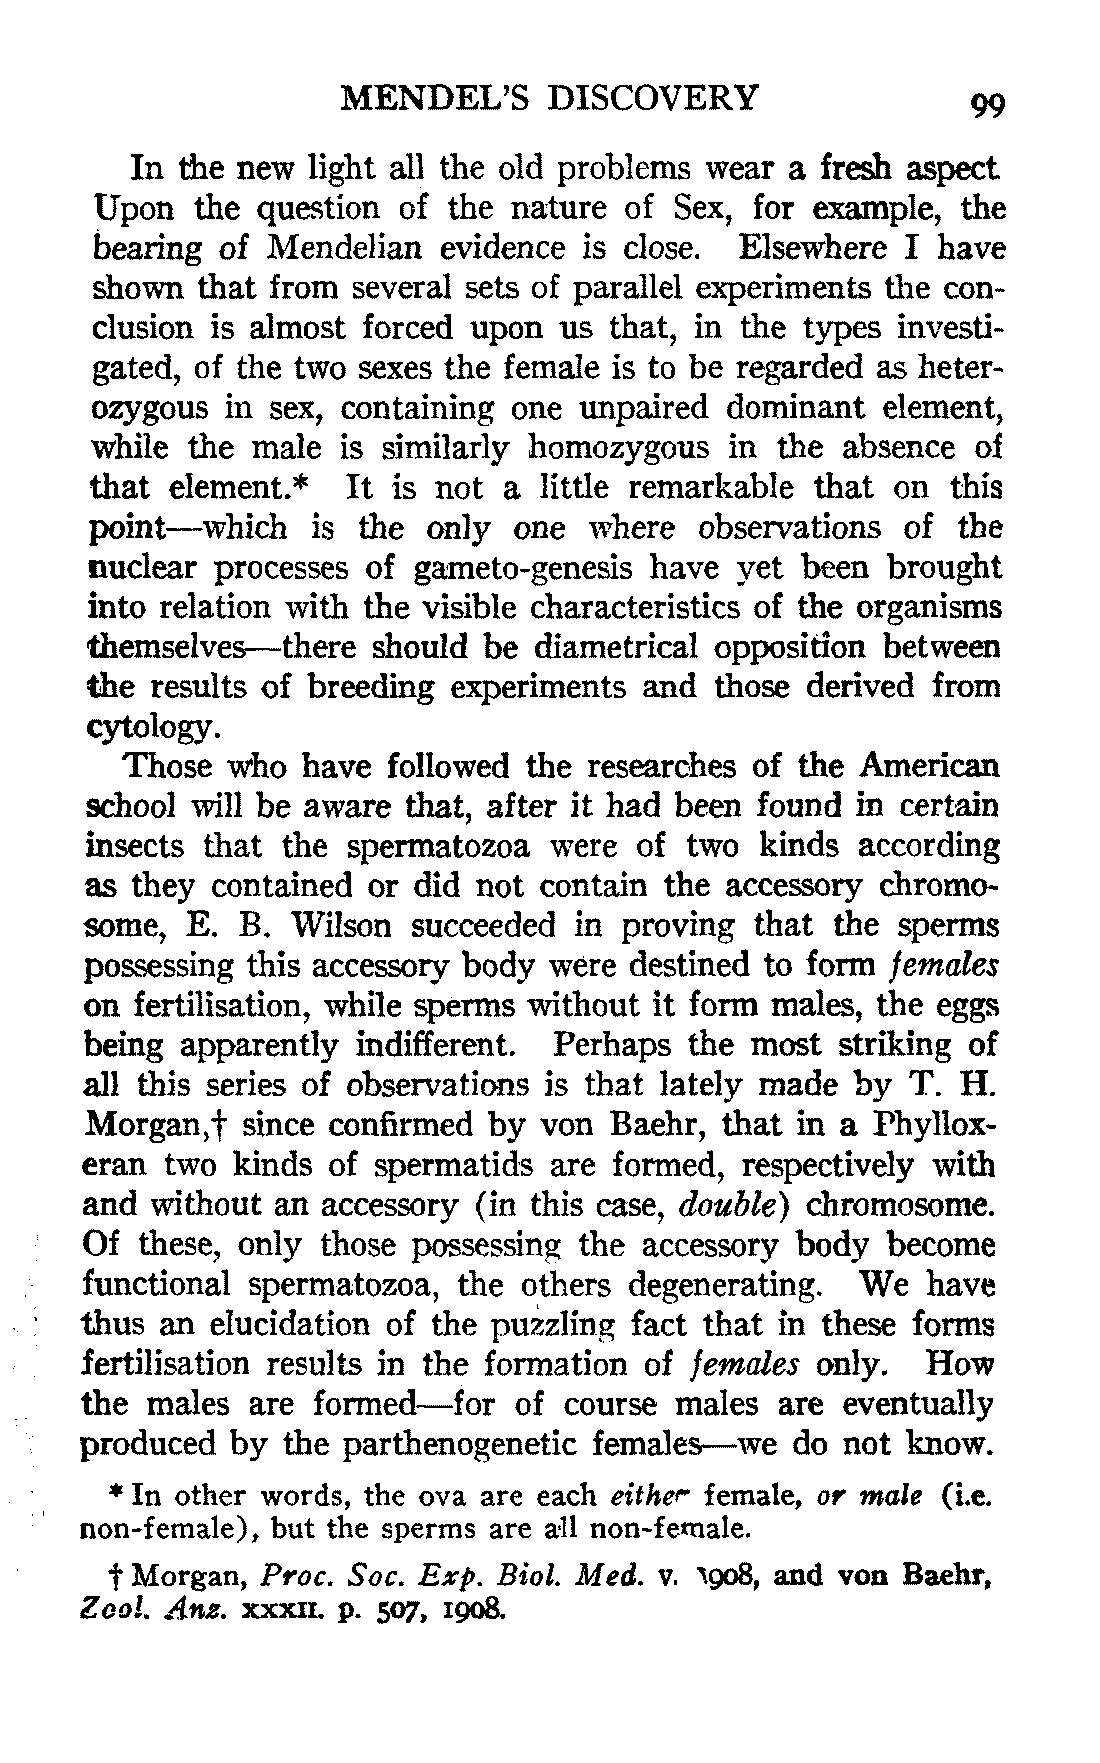 MENDEL'S DISCOVERY 99
In the new light all the old problems wear a fresh aspect
Upon the question of the nature of Sex, for example, the
bearing of Mendelian evidence is close. Elsewhere I have
shown that from several sets of parallel experiments the con-
clusion is almost forced upon us that, in the types investi-
gated, of the two sexes the female is to be regarded as heter-
ozygous in sex, containing one unpaired dominant element,
while the male is similarly homozygous in the absence of
that element.* It is not a little remarkable that on this
point—which is the only one where observations of the
nuclear processes of gameto-genesis have yet been brought
into relation with the visible characteristics of the organisms
themselves—there should be diametrical opposition between
the results of breeding experiments and those derived from
cytology.
Those who have followed the researches of the American
school will be aware that, after it had been found in certain
insects that the spermatozoa were of two kinds according
as they contained or did not contain the accessory chromo-
some, E. B. Wilson succeeded in proving that the sperms
possessing this accessory body were destined to form females
on fertilisation, while sperms without it form males, the eggs
being apparently indifferent. Perhaps the most striking of
all this series of observations is that lately made by T. H.
Morgan,† since confirmed by von Baehr, that in a Phyllox-
eran two kinds of spermatids are formed, respectively with
and without an accessory (in this case, double) chromosome.
Of these, only those possessing the accessory body become
functional spermatozoa, the others degenerating. We have
thus an elucidation of the puzzling fact that in these forms
fertilisation results in the formation of females only. How
the males are formed—for of course males are eventually
produced by the parthenogenetic females—we do not know.
* In other words, the ova are each either female, or male (i.e.
non-female), but the sperms are all non-female.
† Morgan, Proc. Soc. Exp. Biol. Med. v. 1908, and von Baehr,
Zool. Anz. XXXII. p. 507, 1908.